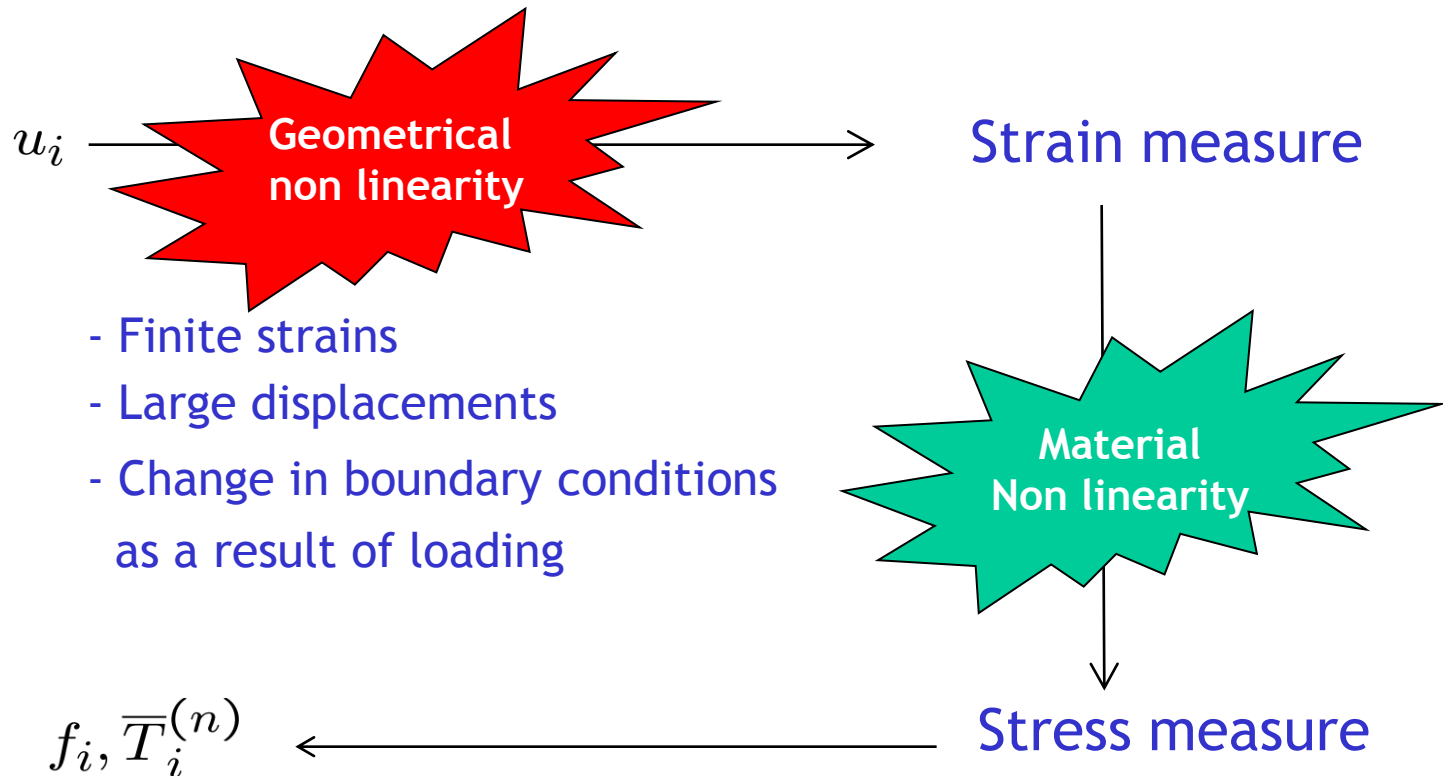 u_i
Geometrical
non linearity
Strain measure
- Finite strains
- Large displacements
- Change in boundary conditions
as a result of loading
Material
Non linearity
Stress measure
f_i, \overline{T}_i^{(n)}